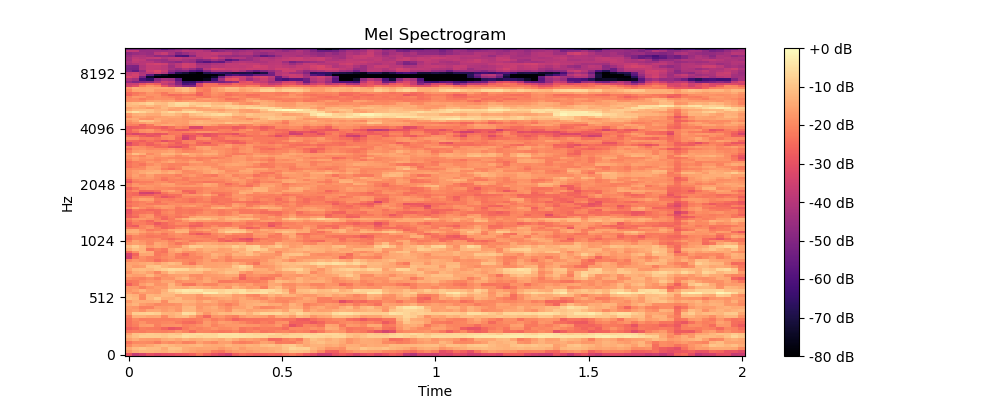 Mel Spectrogram
Hz
8192
4096
2048
1024
512
0
0
0.5
1
1.5
2
Time
+0 dB
-10 dB
-20 dB
-30 dB
-40 dB
-50 dB
-60 dB
-70 dB
-80 dB